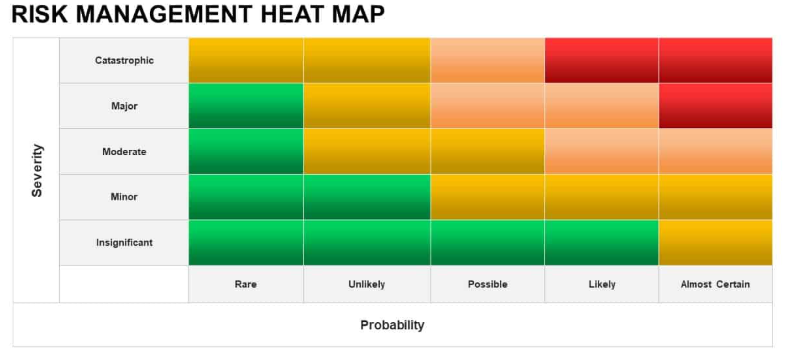 RISK MANAGEMENT HEAT MAP
Severity
Catastrophic
Major
Moderate
Minor
Insignificant
Rare Unlikely Possible Likely Almost Certain
Probability